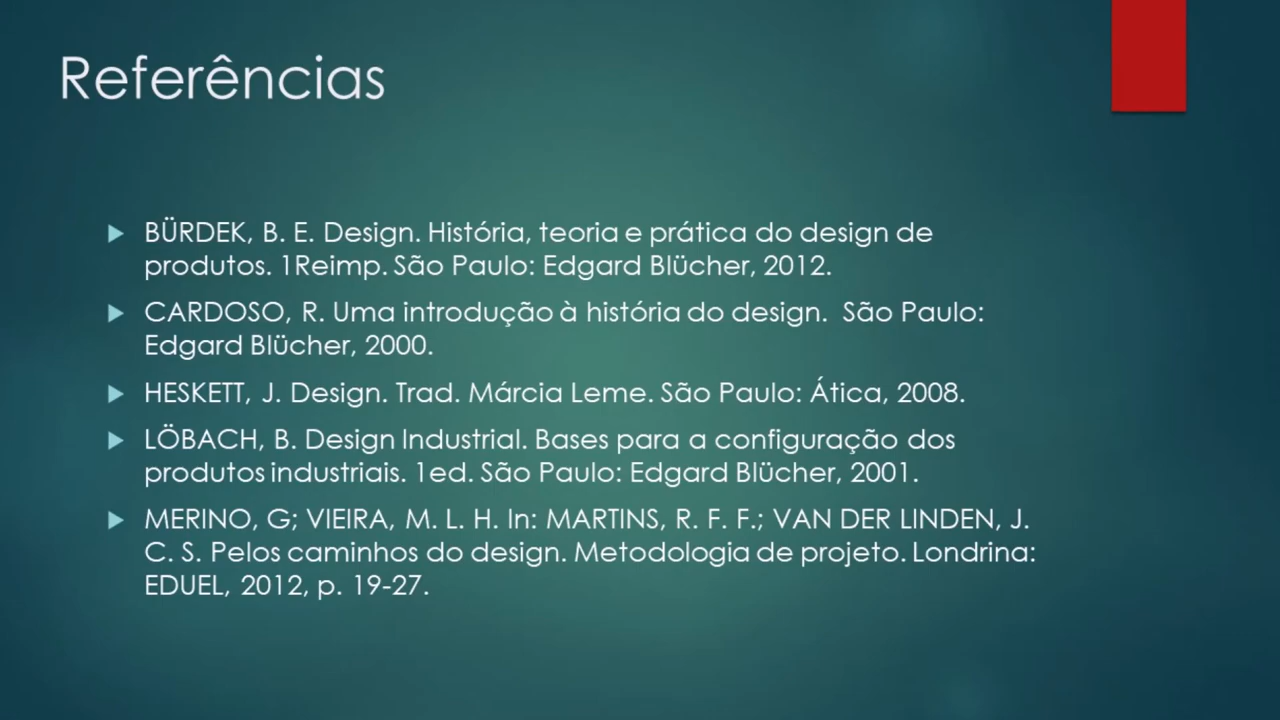 Referências
BÜRDEK, B. E. Design. História, teoria e prática do design de
produtos. 1Reimp. São Paulo: Edgard Blücher, 2012.
CARDOSO, R. Uma introdução à história do design.  São Paulo:
Edgard Blücher, 2000.
HESKETT, J. Design. Trad. Márcia Leme. São Paulo: Ática, 2008.
LÖBACH, B. Design Industrial. Bases para a configuração dos
produtos industriais. 1ed. São Paulo: Edgard Blücher, 2001.
MERINO, G; VIEIRA, M. L. H. In: MARTINS, R. F. F.; VAN DER LINDEN, J.
C. S. Pelos caminhos do design. Metodologia de projeto. Londrina:
EDUEL, 2012, p. 19-27.